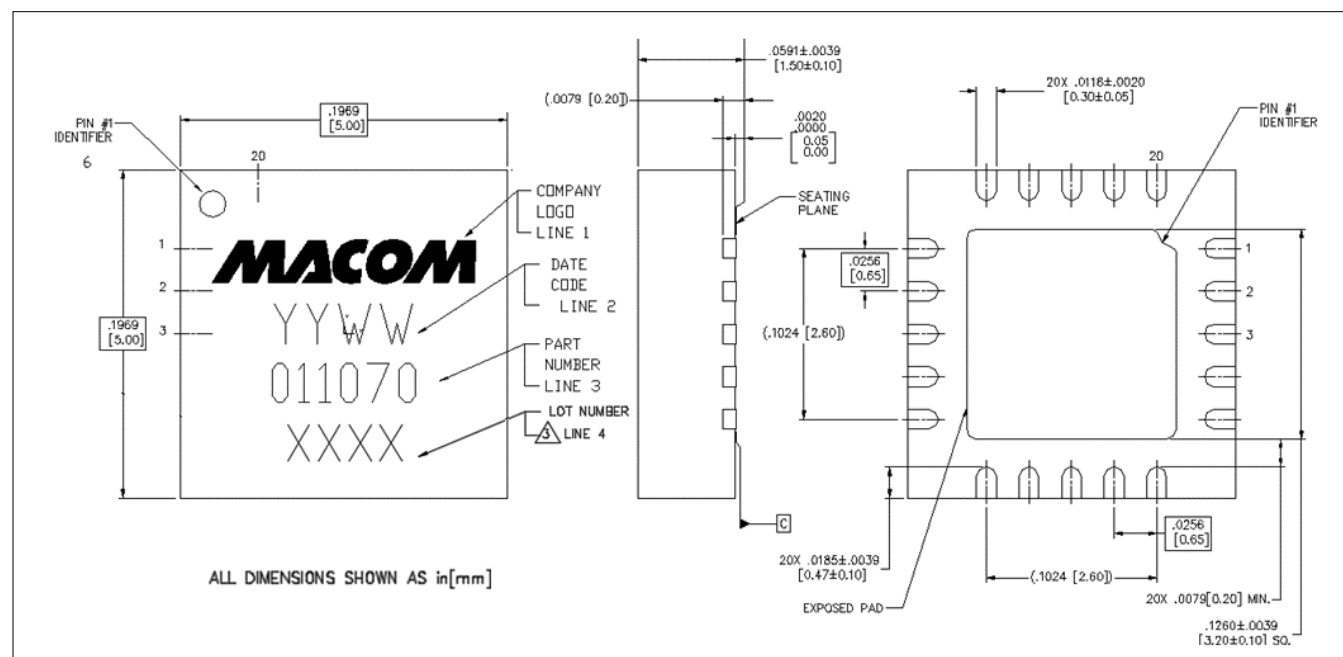 PIN #1
IDENTIFIER
6
20
.1969
[5.00]
.1969
[5.00]
1
2
3
MACOM
YYWW
011070
XXXX
COMPANY
LOGO
LINE 1
DATE
CODE
LINE 2
PART
NUMBER
LINE 3
LOT NUMBER
3 LINE 4
ALL DIMENSIONS SHOWN AS in[mm]
.0591±.0039
[1.50±0.10]
(.0079 [0.20])
.0020
.0000
[0.05
0.00]
SEATING
PLANE
C
20X .0118±.0020
[0.30±0.05]
PIN #1
IDENTIFIER
20
1
2
3
.0256
[0.65]
(.1024 [2.60])
20X .0185±.0039
[0.47±0.10]
EXPOSED PAD
(.1024 [2.60])
.0256
[0.65]
20X .0079[0.20] MIN.
.1260±.0039
[3.20±0.10] SQ.